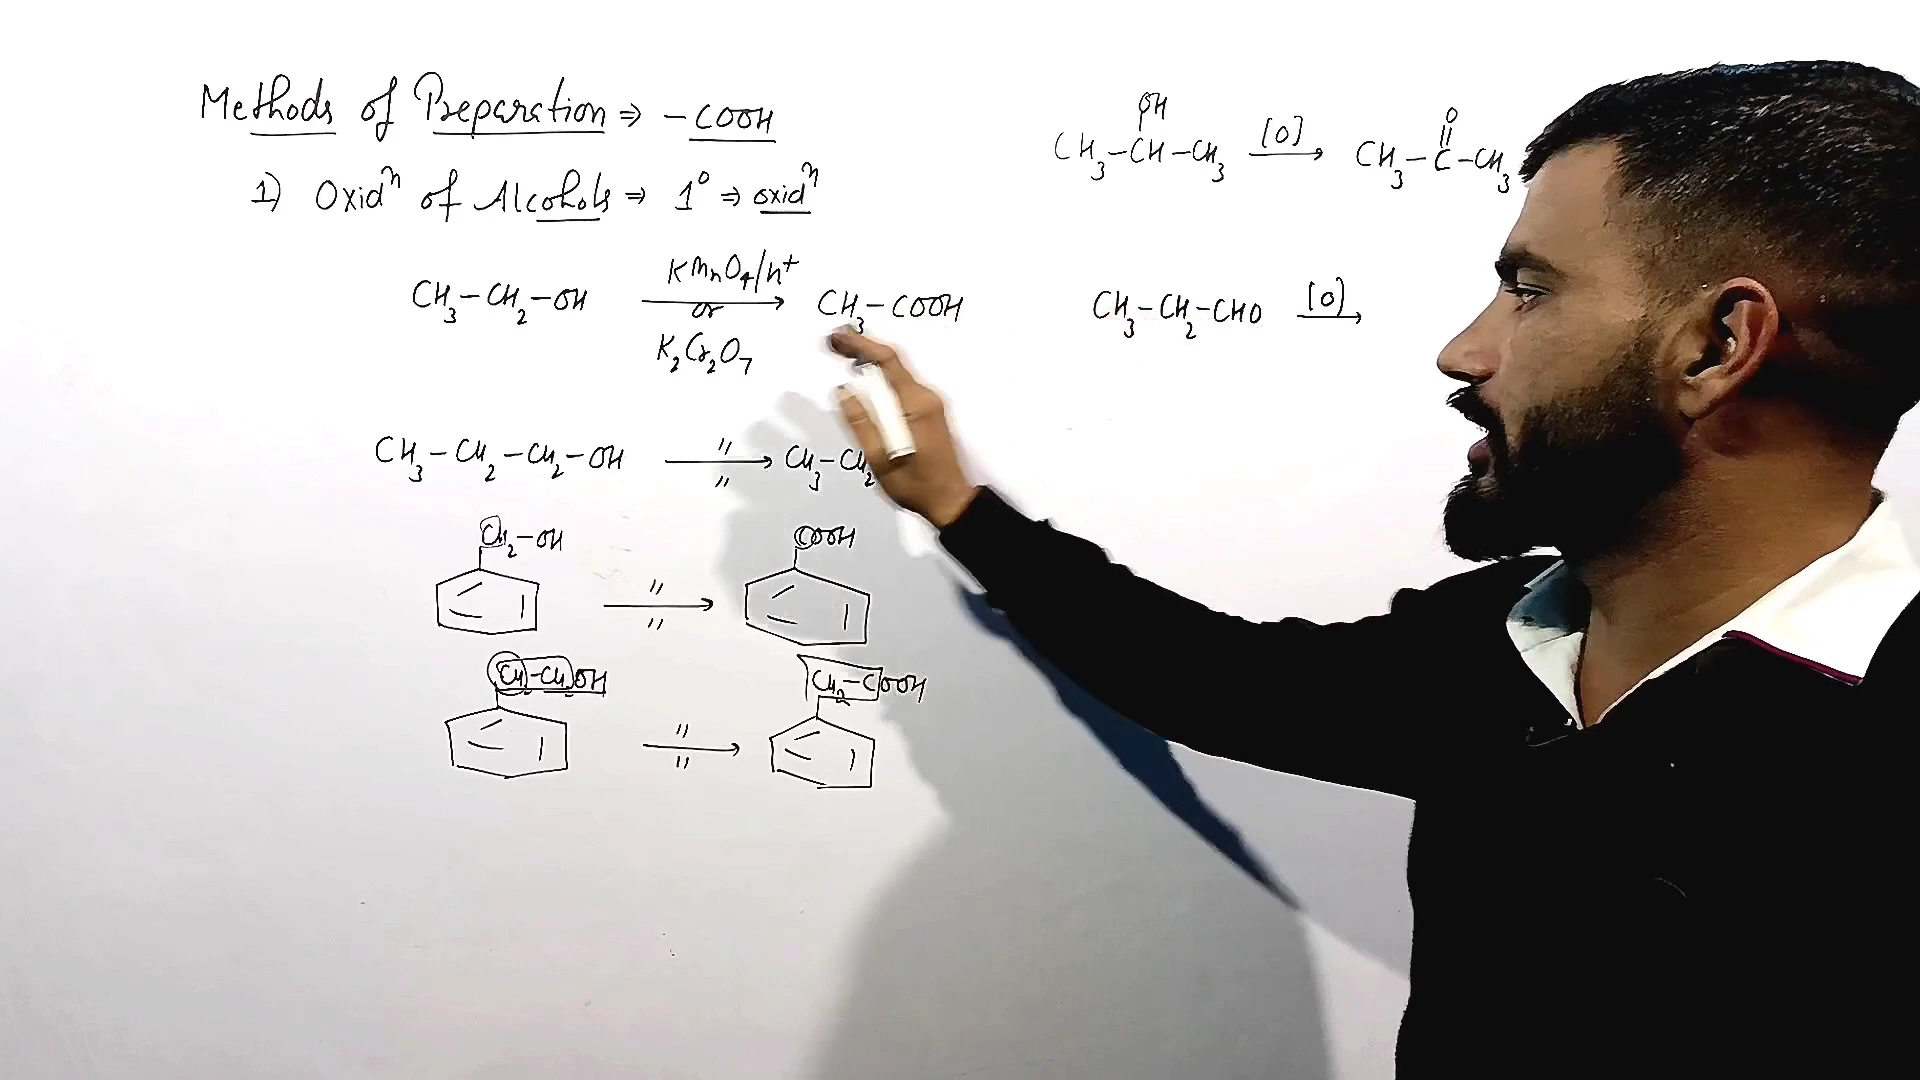 Methods of Preparation ⇒ -COOH
1) Oxidⁿ of Alcohols ⇒ 1⁰ ⇒ oxidⁿ
CH₃-CH₂-OH KMnO₄/H⁺ or K₂Cr₂O₇ → CH₃-COOH
CH₃-CH₂-CH₂-OH " → " CH₃-CH₂
CH₂-OH " → " COOH
CH₂-CH₂OH " → " CH₂-COOH
OH O
CH₃-CH-CH₃ [O] → CH₃-C-CH₃
CH₃-CH₂-CHO [O] →